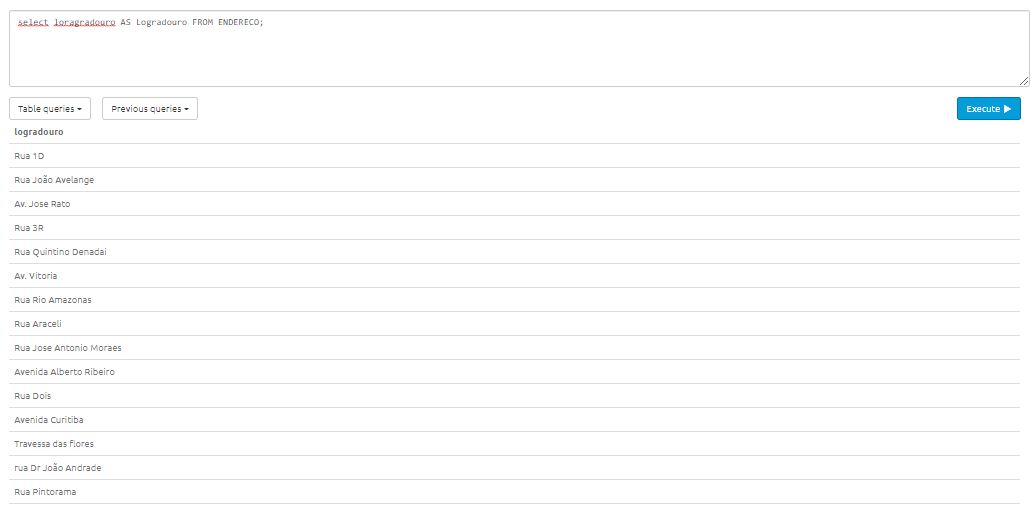 select loragradouro AS Logradouro FROM ENDERECO;
Table queries Previous queries Execute
logradouro
Rua 1D
Rua João Avelange
Av. Jose Rato
Rua 3R
Rua Quintino Denadai
Av. Vitoria
Rua Rio Amazonas
Rua Araceli
Rua Jose Antonio Moraes
Avenida Alberto Ribeiro
Rua Dois
Avenida Curitiba
Travessa das flores
rua Dr João Andrade
Rua Pintorama